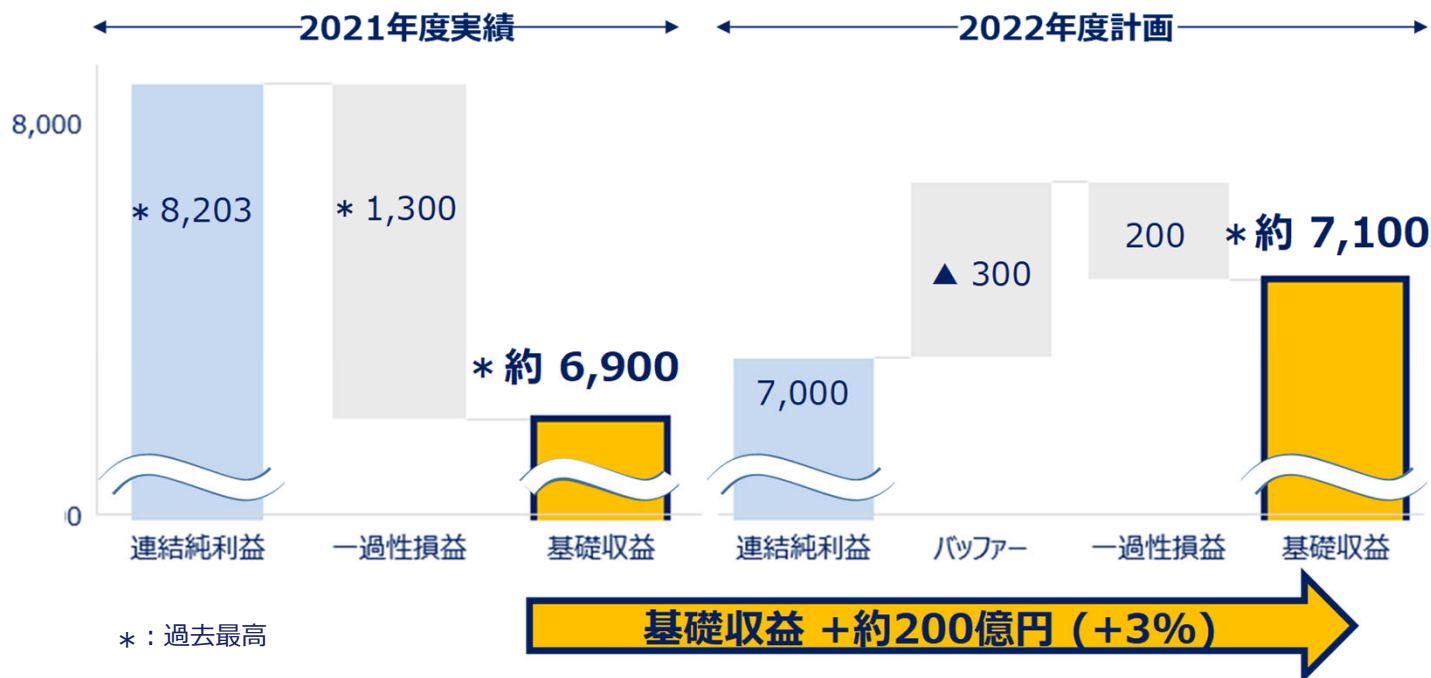 2021年度実績
2022年度計画
8,000
* 8,203
* 1,300
* 約 6,900
7,000
▲ 300
200
* 約 7,100
0
連結純利益
一過性損益
基礎収益
連結純利益
バッファー
一過性損益
基礎収益
基礎収益 +約200億円 (+3%)
*：過去最高